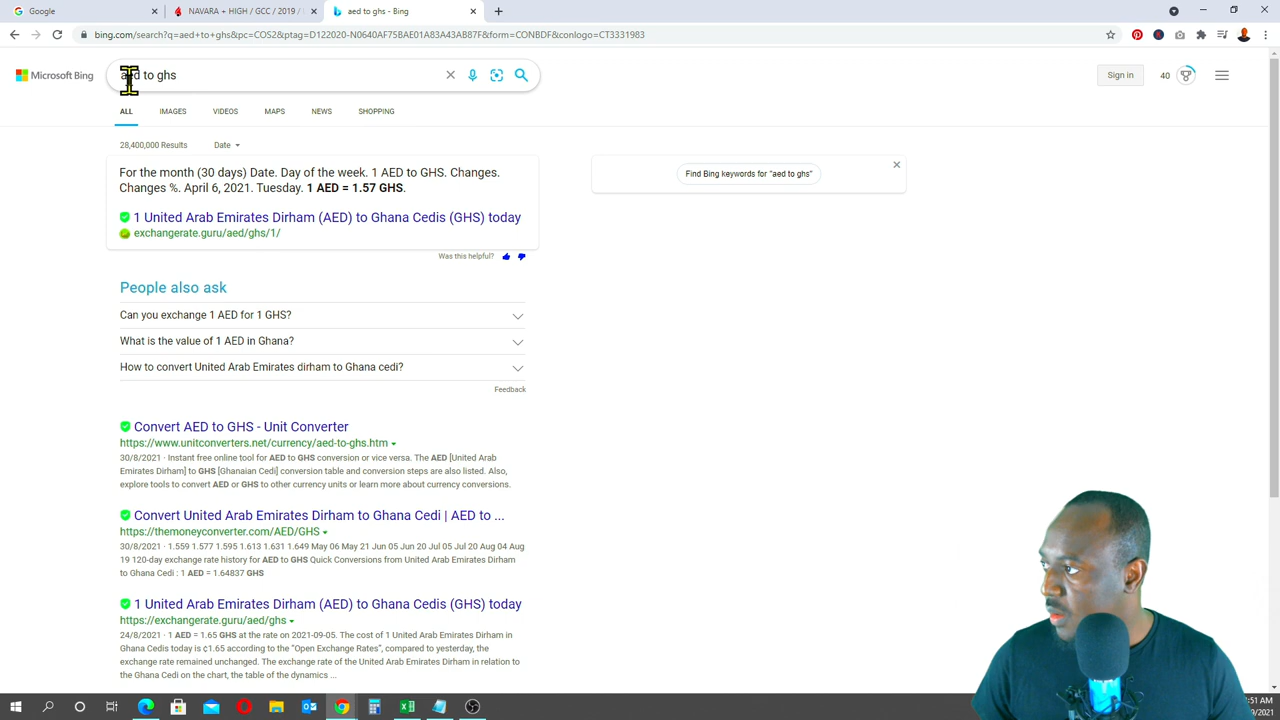 Google
NAVARA + HIGH / GCC / 2019 /
aed to ghs - Bing
bing.com/search?q=aed+to+ghs&pc=COS2&ptag=D122020-N0640AF75BAE01A83A43AB87F&form=CONBDF&conlogo=CT3331983
Microsoft Bing
aed to ghs
Sign in
40
ALL IMAGES VIDEOS MAPS NEWS SHOPPING
28,400,000 Results Date
For the month (30 days) Date. Day of the week. 1 AED to GHS. Changes.
Changes %. April 6, 2021. Tuesday. 1 AED = 1.57 GHS.
1 United Arab Emirates Dirham (AED) to Ghana Cedis (GHS) today
exchangerate.guru/aed/ghs/1/
Was this helpful?
Find Bing keywords for "aed to ghs"
People also ask
Can you exchange 1 AED for 1 GHS?
What is the value of 1 AED in Ghana?
How to convert United Arab Emirates dirham to Ghana cedi?
Feedback
Convert AED to GHS - Unit Converter
https://www.unitconverters.net/currency/aed-to-ghs.htm
30/8/2021 · Instant free online tool for AED to GHS conversion or vice versa. The AED [United Arab
Emirates Dirham] to GHS [Ghanaian Cedi] conversion table and conversion steps are also listed. Also,
explore tools to convert AED or GHS to other currency units or learn more about currency conversions.
Convert United Arab Emirates Dirham to Ghana Cedi | AED to ...
https://themoneyconverter.com/AED/GHS
30/8/2021 · 1.559 1.577 1.595 1.613 1.631 1.649 May 06 May 21 Jun 05 Jun 20 Jul 05 Jul 20 Aug 04 Aug
19 120-day exchange rate history for AED to GHS Quick Conversions from United Arab Emirates Dirham
to Ghana Cedi : 1 AED = 1.64837 GHS
1 United Arab Emirates Dirham (AED) to Ghana Cedis (GHS) today
https://exchangerate.guru/aed/ghs
24/8/2021 · 1 AED = 1.65 GHS at the rate on 2021-09-05. The cost of 1 United Arab Emirates Dirham in
Ghana Cedis today is ¢1.65 according to the "Open Exchange Rates", compared to yesterday, the
exchange rate remained unchanged. The exchange rate of the United Arab Emirates Dirham in relation to
the Ghana Cedi on the chart, the table of the dynamics ...
:51 AM
/2021